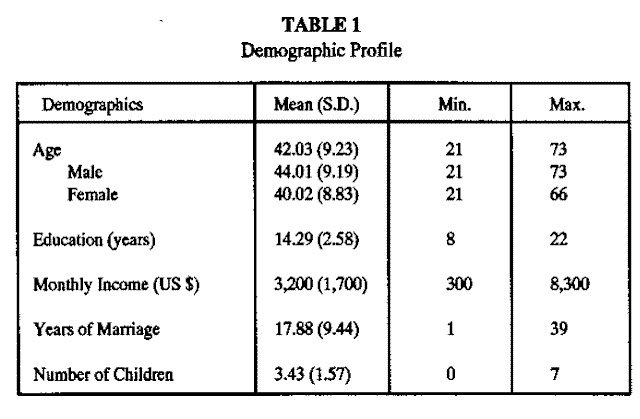 TABLE 1
Demographic Profile
Demographics Mean (S.D.) Min. Max.
Age 42.03 (9.23) 21 73
Male 44.01 (9.19) 21 73
Female 40.02 (8.83) 21 66
Education (years) 14.29 (2.58) 8 22
Monthly Income (US $) 3,200 (1,700) 300 8,300
Years of Marriage 17.88 (9.44) 1 39
Number of Children 3.43 (1.57) 0 7